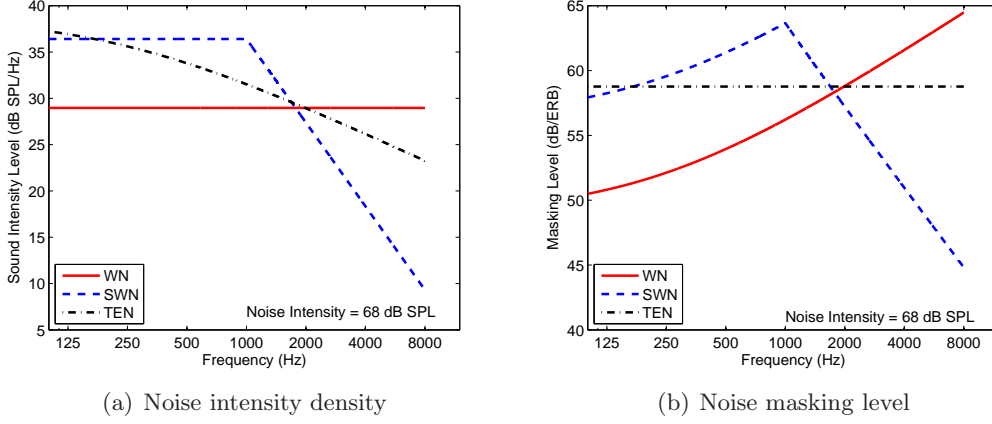 40
35
30
25
20
15
10
5
Sound Intensity Level (dB SPL/Hz)
WN
SWN
TEN
Noise Intensity = 68 dB SPL
125 250 500 1000 2000 4000 8000
Frequency (Hz)
(a) Noise intensity density
65
60
55
50
45
40
Masking Level (dB/ERB)
WN
SWN
TEN
Noise Intensity = 68 dB SPL
125 250 500 1000 2000 4000 8000
Frequency (Hz)
(b) Noise masking level